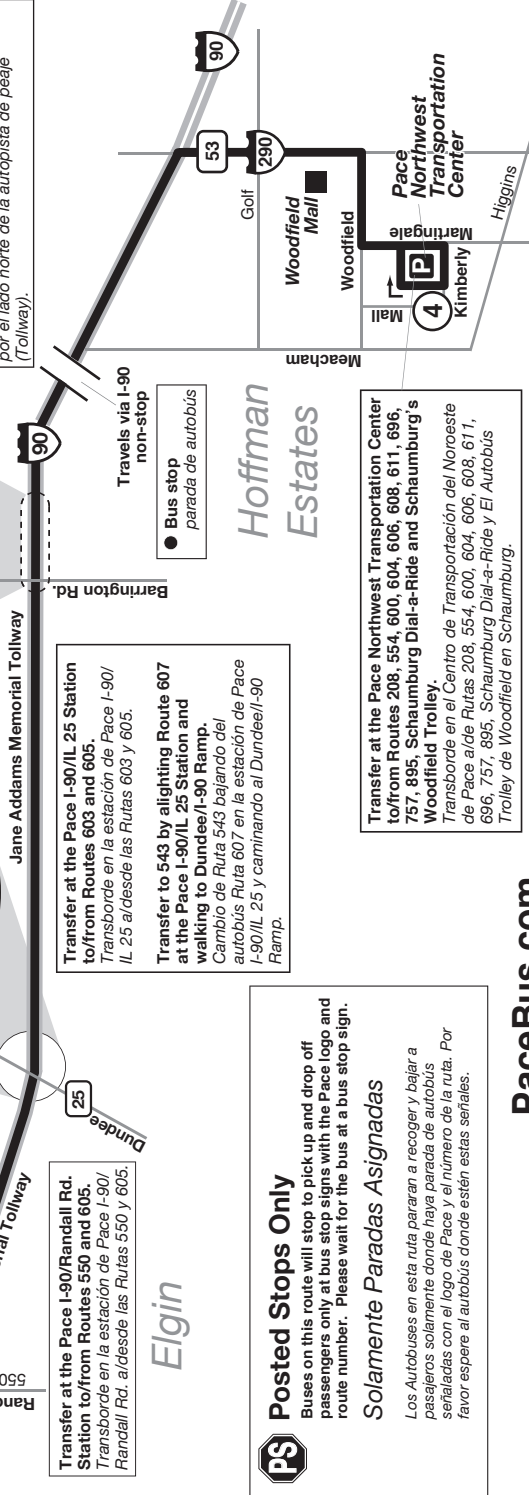 por el lado norte de la autopista de peaje
(Tollway).
90
90
53
290
Golf
Woodfield
Mall
Woodfield
Pace
Northwest
Transportation
Center
Martingale
Higgins
Mall
P
4
Kimberly
Meacham
Travels via I-90
non-stop
Bus stop
parada de autobús
Hoffman
Estates
Barrington Rd.
Jane Addams Memorial Tollway
Transfer at the Pace I-90/IL 25 Station
to/from Routes 603 and 605.
Transborde en la estación de Pace I-90/
IL 25 a/desde las Rutas 603 y 605.
Transfer to 543 by alighting Route 607
at the Pace I-90/IL 25 Station and
walking to Dundee/I-90 Ramp.
Cambio de Ruta 543 bajando del
autobús Ruta 607 en la estación de Pace
I-90/IL 25 y caminando al Dundee/I-90
Ramp.
Transfer at the Pace Northwest Transportation Center
to/from Routes 208, 554, 600, 604, 606, 608, 611, 696,
757, 895, Schaumburg Dial-a-Ride and Schaumburg's
Woodfield Trolley.
Transborde en el Centro de Transportación del Noroeste
de Pace a/de Rutas 208, 554, 600, 604, 606, 608, 611,
696, 757, 895, Schaumburg Dial-a-Ride y El Autobús
Trolley de Woodfield en Schaumburg.
25
Dundee
Tollway
550
Transfer at the Pace I-90/Randall Rd.
Station to/from Routes 550 and 605.
Transborde en la estación de Pace I-90/
Randall Rd. a/desde las Rutas 550 y 605.
Elgin
PS
Posted Stops Only
Buses on this route will stop to pick up and drop off
passengers only at bus stop signs with the Pace logo and
route number. Please wait for the bus at a bus stop sign.
Solamente Paradas Asignadas
Los Autobuses en esta ruta pararan a recoger y bajar a
pasajeros solamente donde haya parada de autobús
señaladas con el logo de Pace y el número de la ruta. Por
favor espere al autobús donde estén estas señales.
PaceBus.com